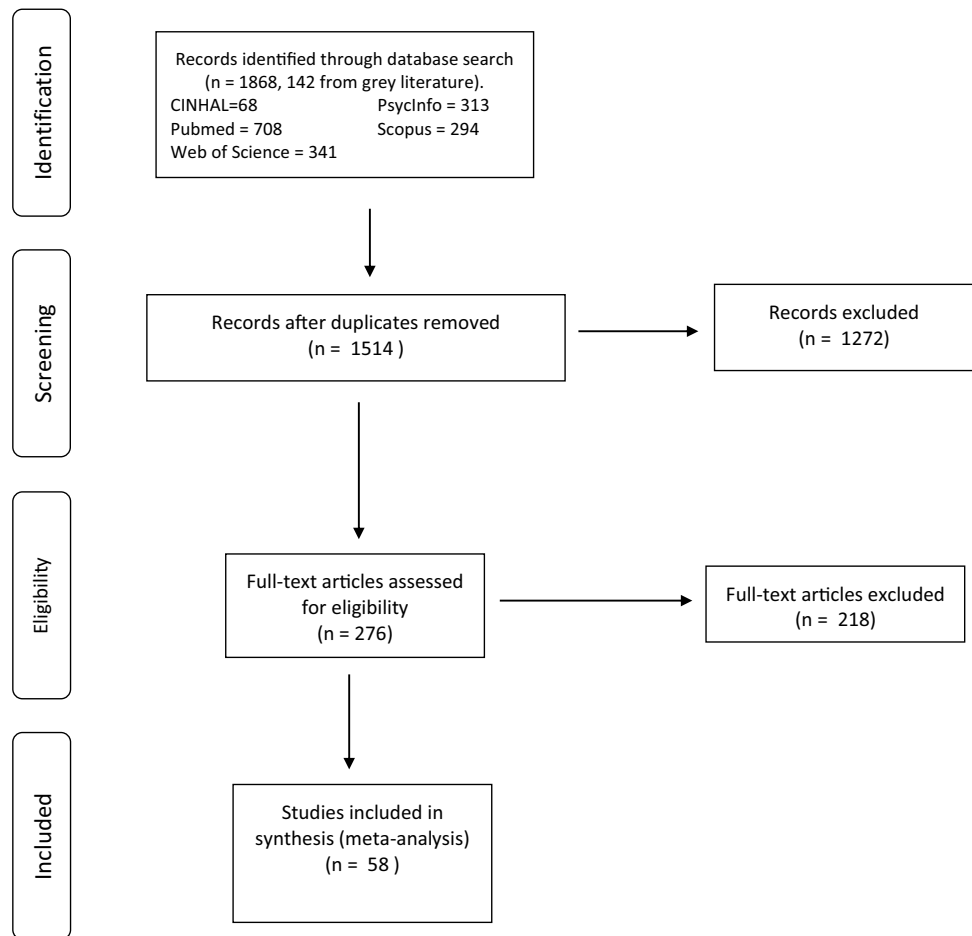 Identification
Records identified through database search
(n = 1868, 142 from grey literature).
CINHAL=68 PsycInfo = 313
Pubmed = 708 Scopus = 294
Web of Science = 341
Screening
Records after duplicates removed
(n = 1514 )
Records excluded
(n = 1272)
Eligibility
Full-text articles assessed
for eligibility
(n = 276)
Full-text articles excluded
(n = 218)
Included
Studies included in
synthesis (meta-analysis)
(n = 58 )